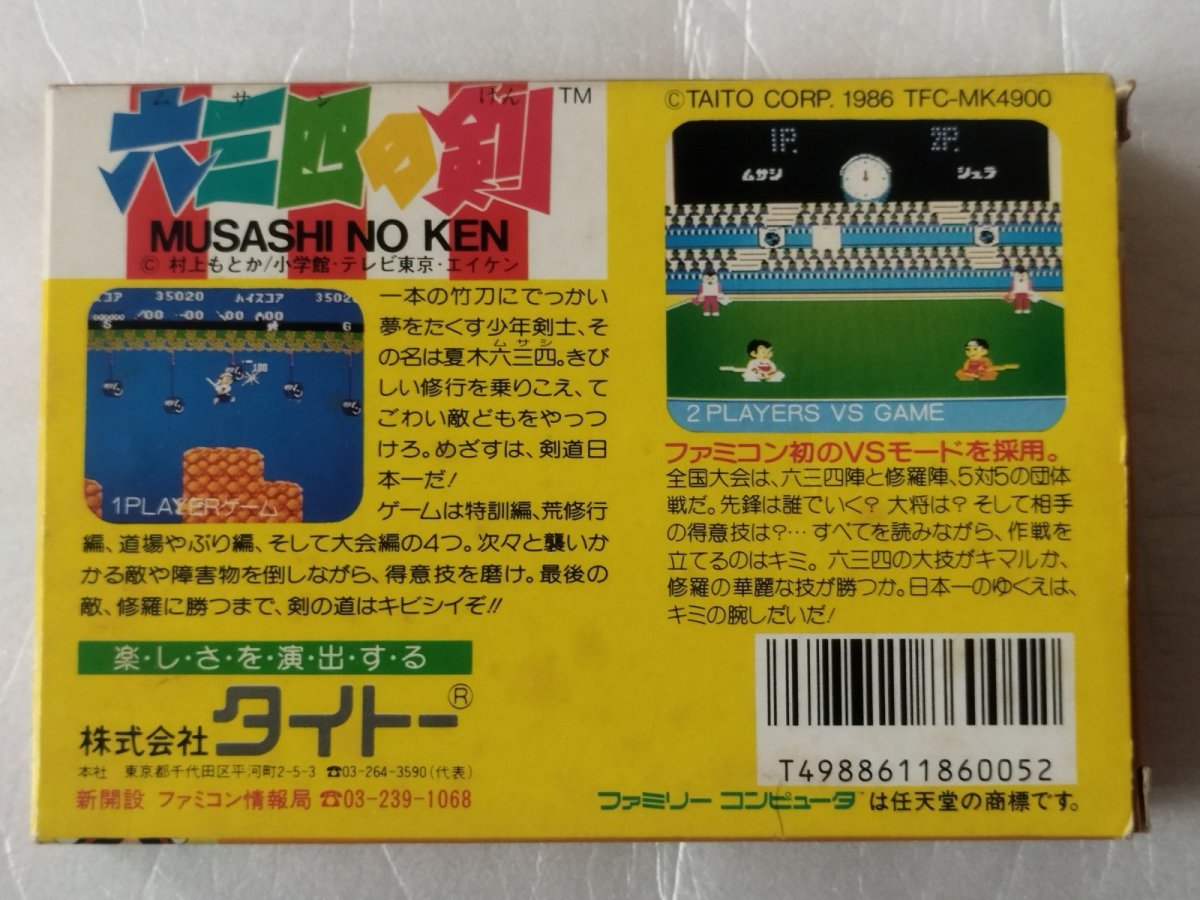 ムサシ けん
六三四の剣 TM
MUSASHI NO KEN
© 村上もとか/小学館・テレビ東京・エイケン
コア 35020 ハイスコア 3502
S G
100
1PLAYERゲーム
一本の竹刀にでっかい
夢をたくす少年剣士、そ
ムサシ
の名は夏木六三四。きび
しい修行を乗りこえ、て
ごわい敵どもをやっつ
けろ。めざすは、剣道日
本一だ!
ゲームは特訓編、荒修行
編、道場やぶり編、そして大会編の4つ。次々と襲いか
かる敵や障害物を倒しながら、得意技を磨け。最後の
敵、修羅に勝つまで、剣の道はキビシイぞ!!
楽・し・さ・を・演・出・す・る
株式会社 タイトー®
本社 東京都千代田区平河町2-5-3 ☎03-264-3590(代表)
新開設 ファミコン情報局 ☎03-239-1068
© TAITO CORP. 1986 TFC-MK4900
1P. 2P.
ムサシ シュラ
2 PLAYERS VS GAME
ファミコン初のVSモードを採用。
全国大会は、六三四陣と修羅陣、5対5の団体
戦だ。先鋒は誰でいく? 大将は? そして相手
の得意技は?… すべてを読みながら、作戦を
立てるのはキミ。六三四の大技がキマルか、
修羅の華麗な技が勝つか。日本一のゆくえは、
キミの腕しだいだ!
T4988611860052
ファミリー コンピュータ™ は任天堂の商標です。